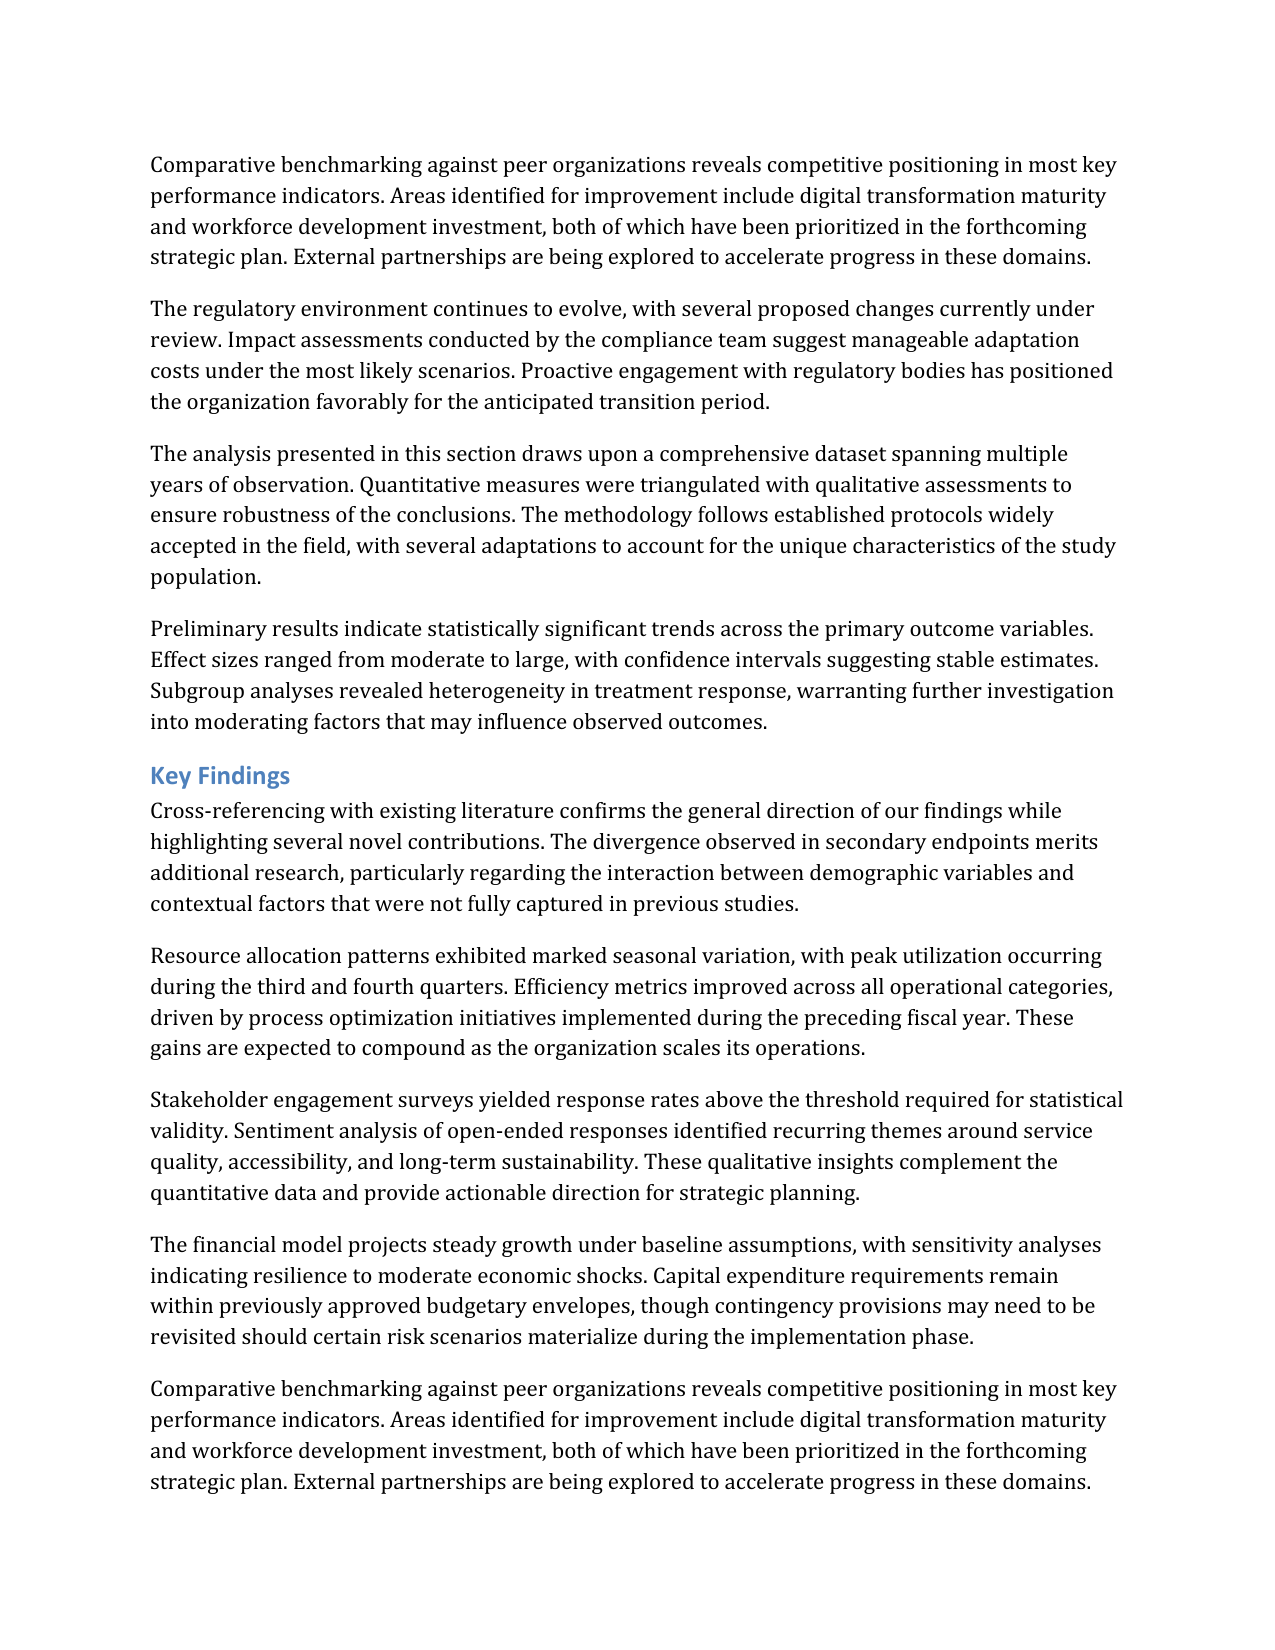 Comparative benchmarking against peer organizations reveals competitive positioning in most key
performance indicators. Areas identified for improvement include digital transformation maturity
and workforce development investment, both of which have been prioritized in the forthcoming
strategic plan. External partnerships are being explored to accelerate progress in these domains.
The regulatory environment continues to evolve, with several proposed changes currently under
review. Impact assessments conducted by the compliance team suggest manageable adaptation
costs under the most likely scenarios. Proactive engagement with regulatory bodies has positioned
the organization favorably for the anticipated transition period.
The analysis presented in this section draws upon a comprehensive dataset spanning multiple
years of observation. Quantitative measures were triangulated with qualitative assessments to
ensure robustness of the conclusions. The methodology follows established protocols widely
accepted in the field, with several adaptations to account for the unique characteristics of the study
population.
Preliminary results indicate statistically significant trends across the primary outcome variables.
Effect sizes ranged from moderate to large, with confidence intervals suggesting stable estimates.
Subgroup analyses revealed heterogeneity in treatment response, warranting further investigation
into moderating factors that may influence observed outcomes.
Key Findings
Cross-referencing with existing literature confirms the general direction of our findings while
highlighting several novel contributions. The divergence observed in secondary endpoints merits
additional research, particularly regarding the interaction between demographic variables and
contextual factors that were not fully captured in previous studies.
Resource allocation patterns exhibited marked seasonal variation, with peak utilization occurring
during the third and fourth quarters. Efficiency metrics improved across all operational categories,
driven by process optimization initiatives implemented during the preceding fiscal year. These
gains are expected to compound as the organization scales its operations.
Stakeholder engagement surveys yielded response rates above the threshold required for statistical
validity. Sentiment analysis of open-ended responses identified recurring themes around service
quality, accessibility, and long-term sustainability. These qualitative insights complement the
quantitative data and provide actionable direction for strategic planning.
The financial model projects steady growth under baseline assumptions, with sensitivity analyses
indicating resilience to moderate economic shocks. Capital expenditure requirements remain
within previously approved budgetary envelopes, though contingency provisions may need to be
revisited should certain risk scenarios materialize during the implementation phase.
Comparative benchmarking against peer organizations reveals competitive positioning in most key
performance indicators. Areas identified for improvement include digital transformation maturity
and workforce development investment, both of which have been prioritized in the forthcoming
strategic plan. External partnerships are being explored to accelerate progress in these domains.